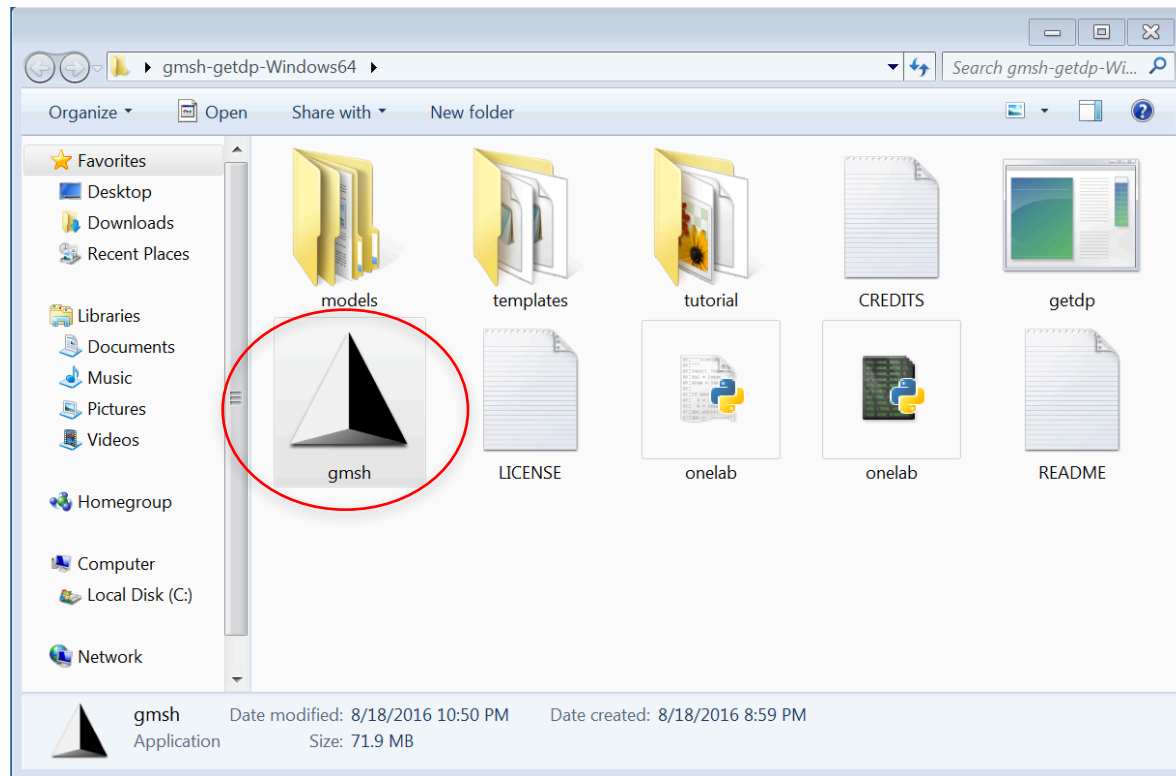 gmsh-getdp-Windows64
Search gmsh-getdp-Wi...
Organize Open Share with New folder
Favorites
Desktop
Downloads
Recent Places
Libraries
Documents
Music
Pictures
Videos
Homegroup
Computer
Local Disk (C:)
Network
models templates tutorial CREDITS getdp
gmsh LICENSE onelab onelab README
gmsh Date modified: 8/18/2016 10:50 PM Date created: 8/18/2016 8:59 PM
Application Size: 71.9 MB